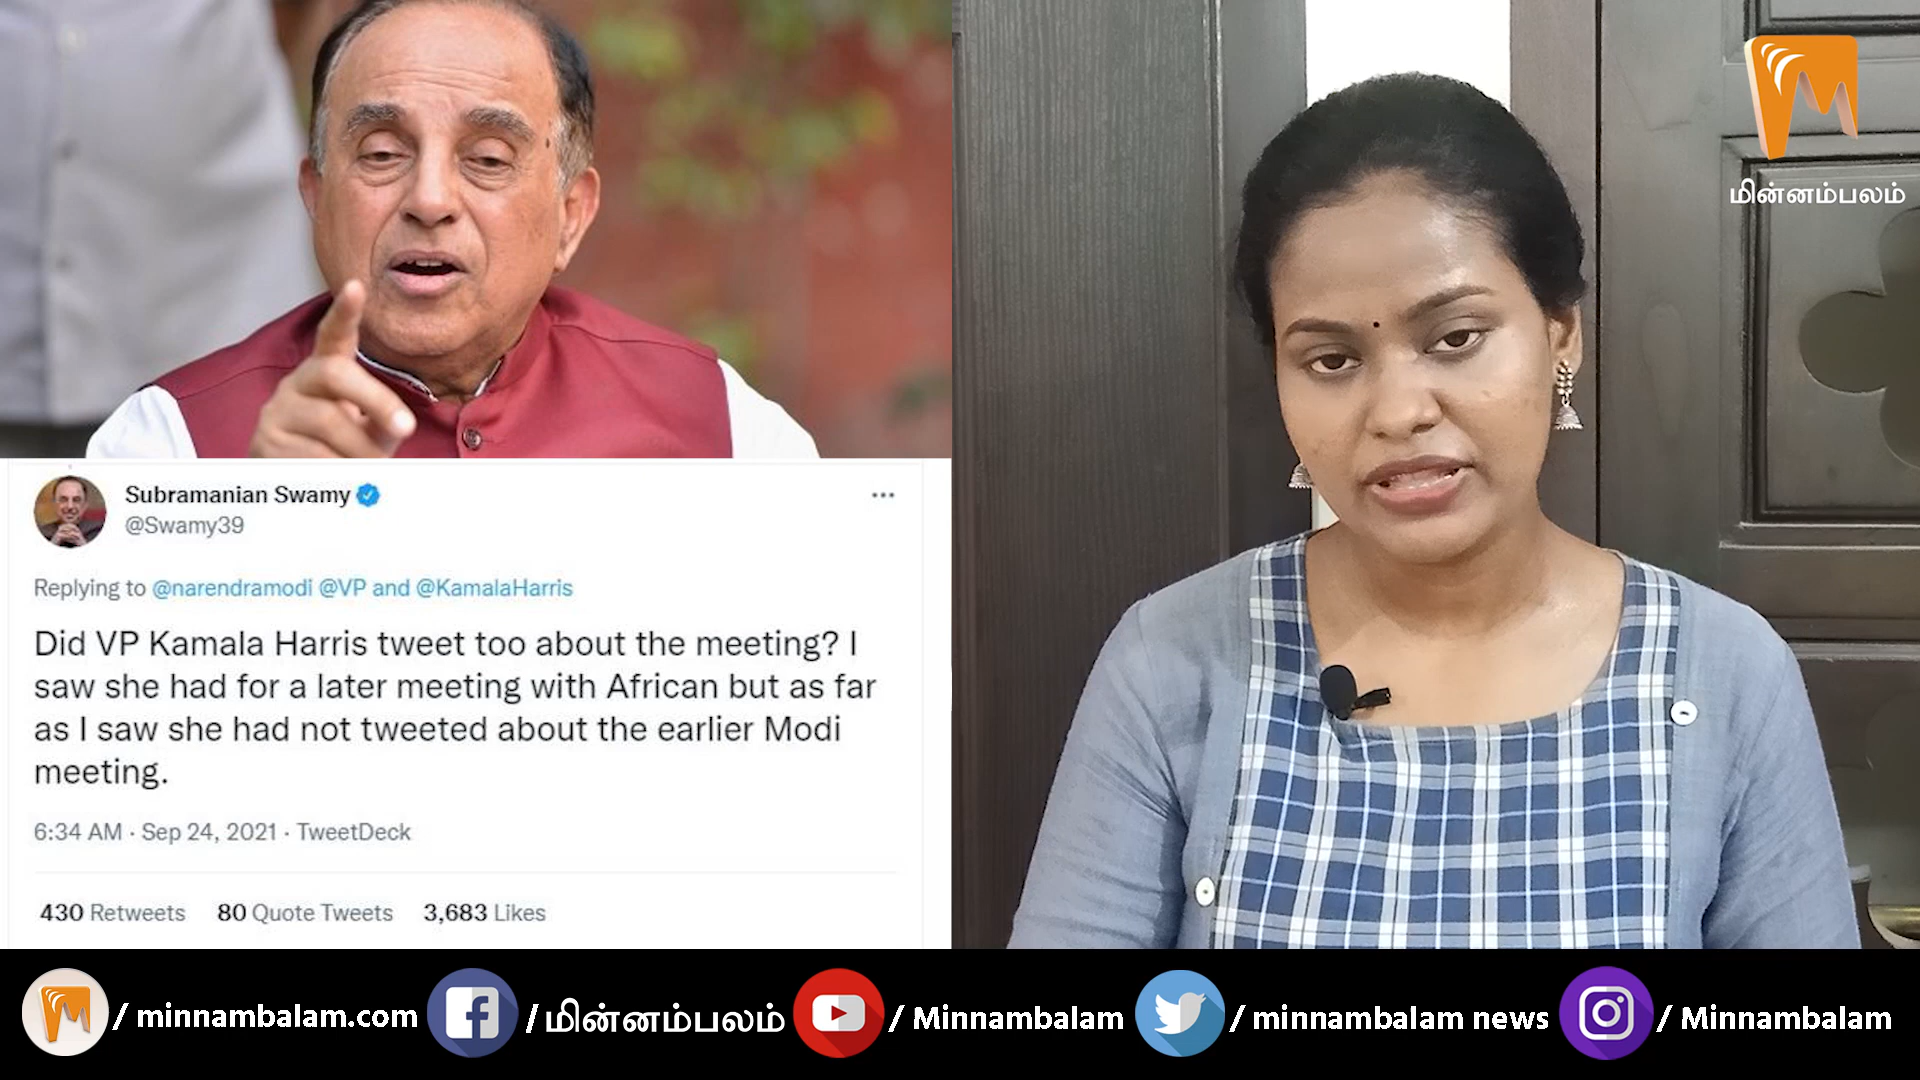 மின்னம்பலம்
Subramanian Swamy
@Swamy39
Replying to @narendramodi @VP and @KamalaHarris
Did VP Kamala Harris tweet too about the meeting? I
saw she had for a later meeting with African but as far
as I saw she had not tweeted about the earlier Modi
meeting.
6:34 AM · Sep 24, 2021 · TweetDeck
430 Retweets 80 Quote Tweets 3,683 Likes
/ minnambalam.com / மின்னம்பலம் / Minnambalam / minnambalam news / Minnambalam